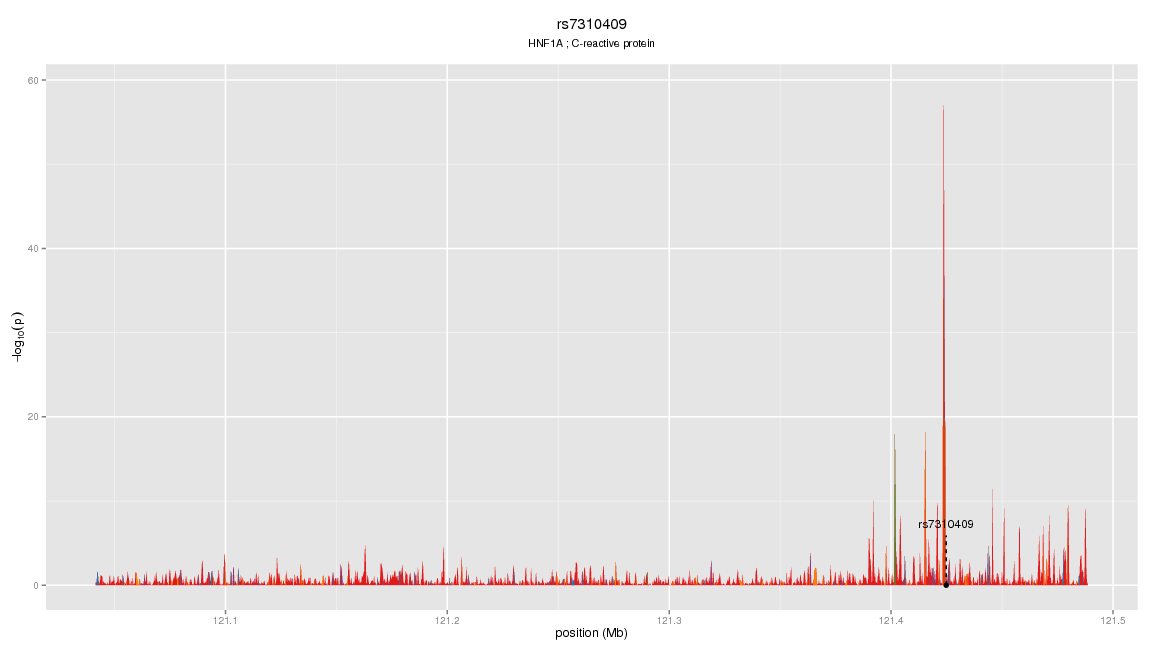 rs7310409
HNF1A ; C-reactive protein
60
40
20
0
−log10(p)
rs7310409
121.1
121.2
121.3
121.4
121.5
position (Mb)